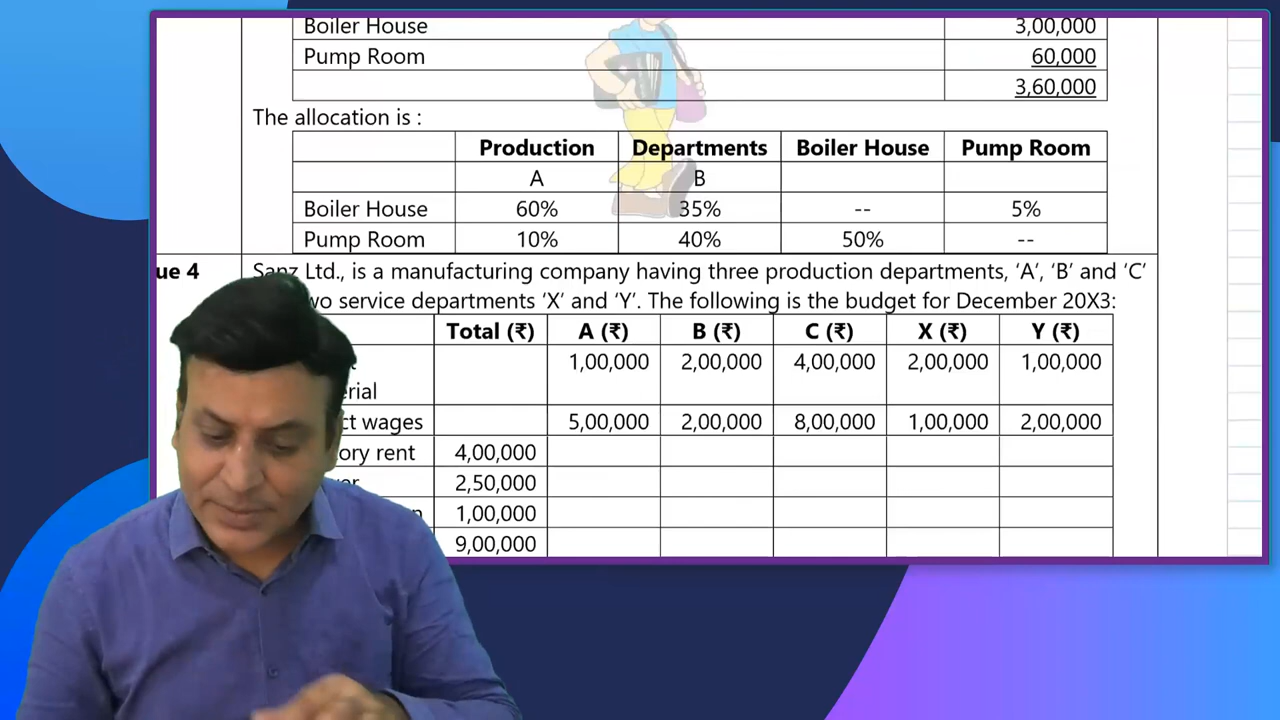 Boiler House 3,00,000
Pump Room 60,000
3,60,000
The allocation is :
Production Departments Boiler House Pump Room
A B
Boiler House 60% 35% -- 5%
Pump Room 10% 40% 50% --
ue 4 Sanz Ltd., is a manufacturing company having three production departments, ‘A’, ‘B’ and ‘C’
wo service departments ‘X’ and ‘Y’. The following is the budget for December 20X3:
Total (₹) A (₹) B (₹) C (₹) X (₹) Y (₹)
1,00,000 2,00,000 4,00,000 2,00,000 1,00,000
erial
ct wages 5,00,000 2,00,000 8,00,000 1,00,000 2,00,000
ory rent 4,00,000
2,50,000
1,00,000
9,00,000